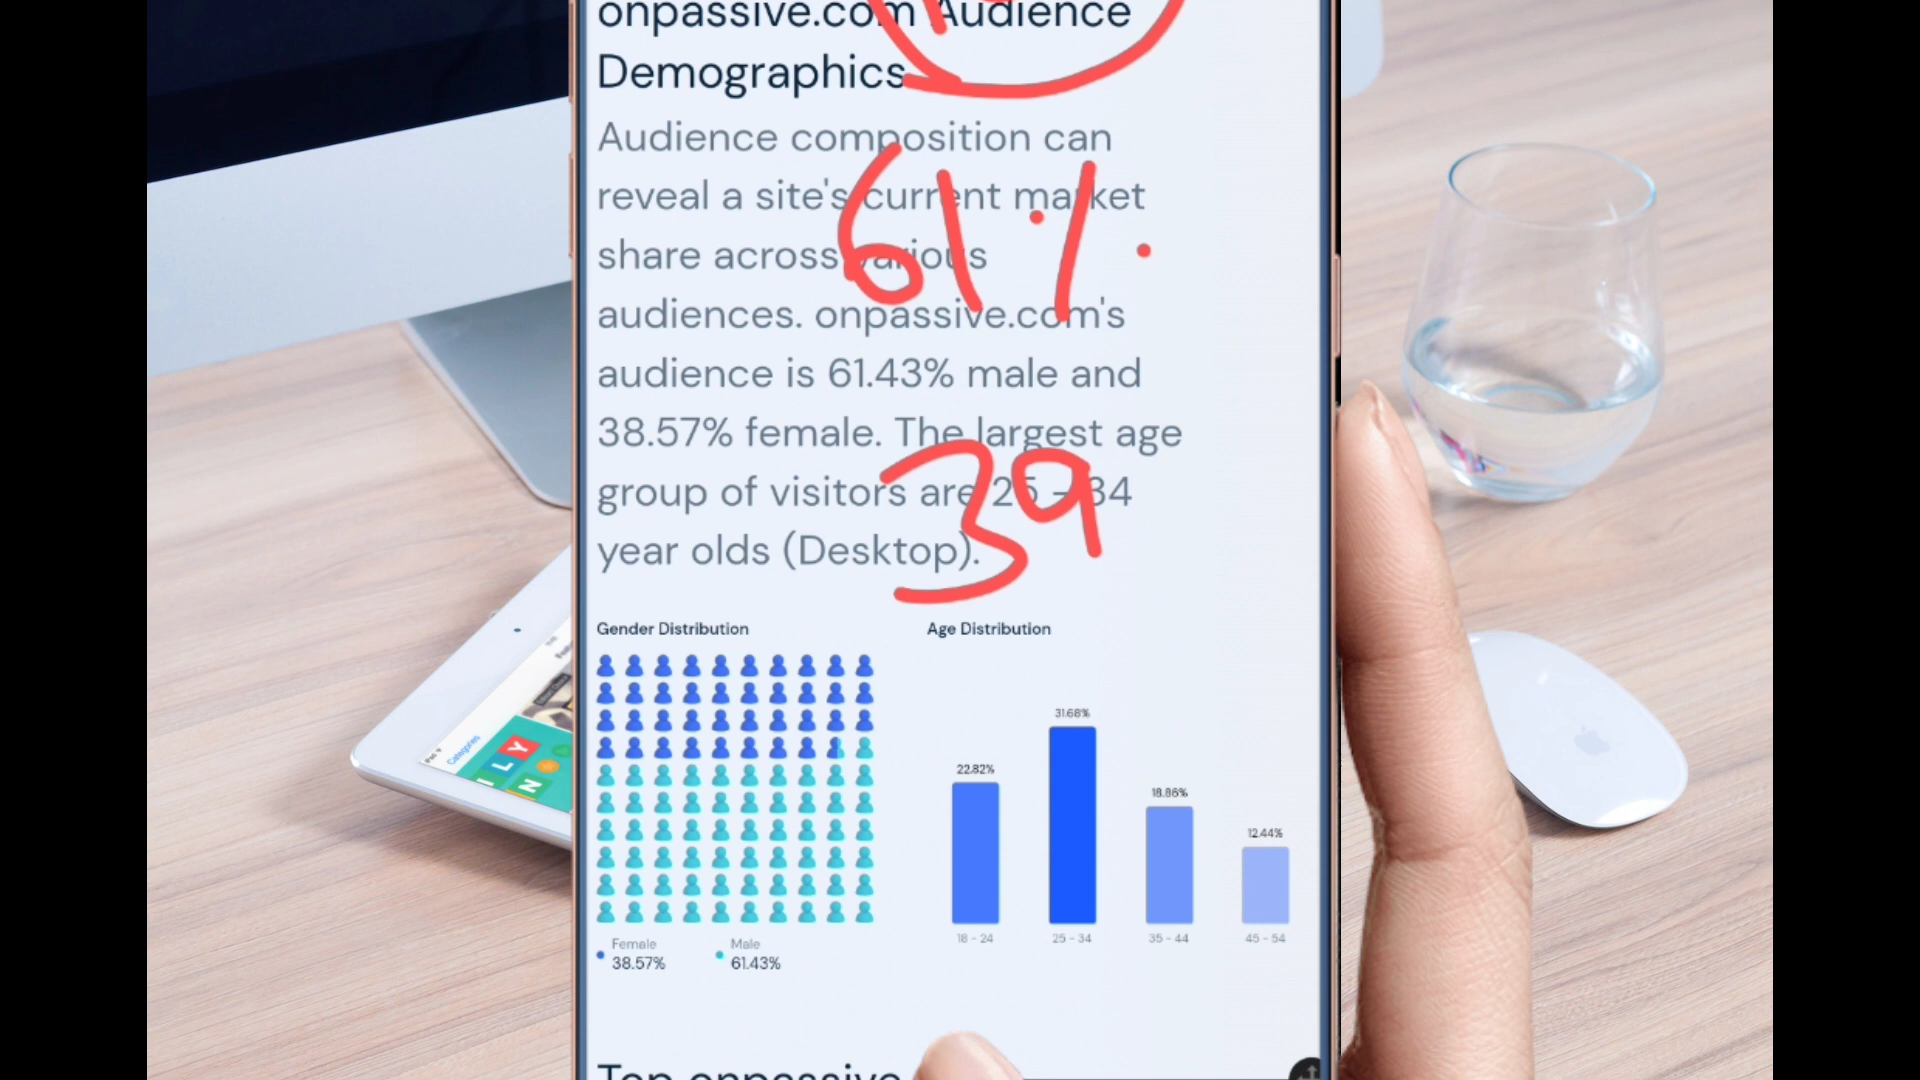 onpassive.com Audience
Demographics
Audience composition can
reveal a site's current market
share across various
audiences. onpassive.com's
audience is 61.43% male and
38.57% female. The largest age
group of visitors are 25 - 34
year olds (Desktop).
61%
39
Gender Distribution
Female
38.57%
Male
61.43%
Age Distribution
22.82%
31.68%
18.86%
12.44%
18 - 24
25 - 34
35 - 44
45 - 54
Top onpassive
Categories
L Y
N